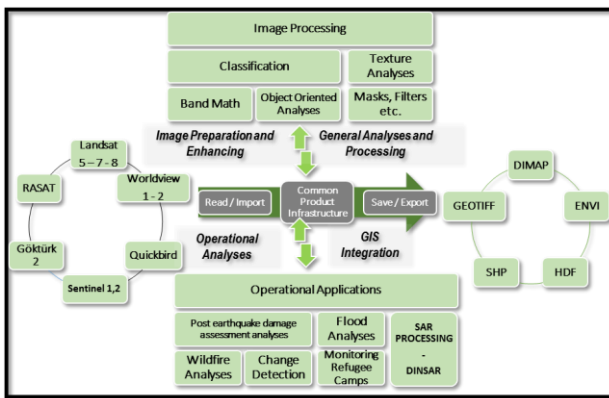 Image Processing
Classification
Texture
Analyses
Band Math
Object Oriented
Analyses
Masks, Filters
etc.
Image Preparation and
Enhancing
General Analyses and
Processing
Landsat
5 – 7 - 8
RASAT
Worldview
1 - 2
Göktürk
2
Quickbird
Sentinel 1,2
Read / Import
Common
Product
Infrastructure
Save / Export
DIMAP
GEOTIFF
ENVI
SHP
HDF
Operational
Analyses
GIS
Integration
Operational Applications
Post earthquake damage
assessment analyses
Flood
Analyses
SAR
PROCESSING
-
DINSAR
Wildfire
Analyses
Change
Detection
Monitoring
Refugee
Camps